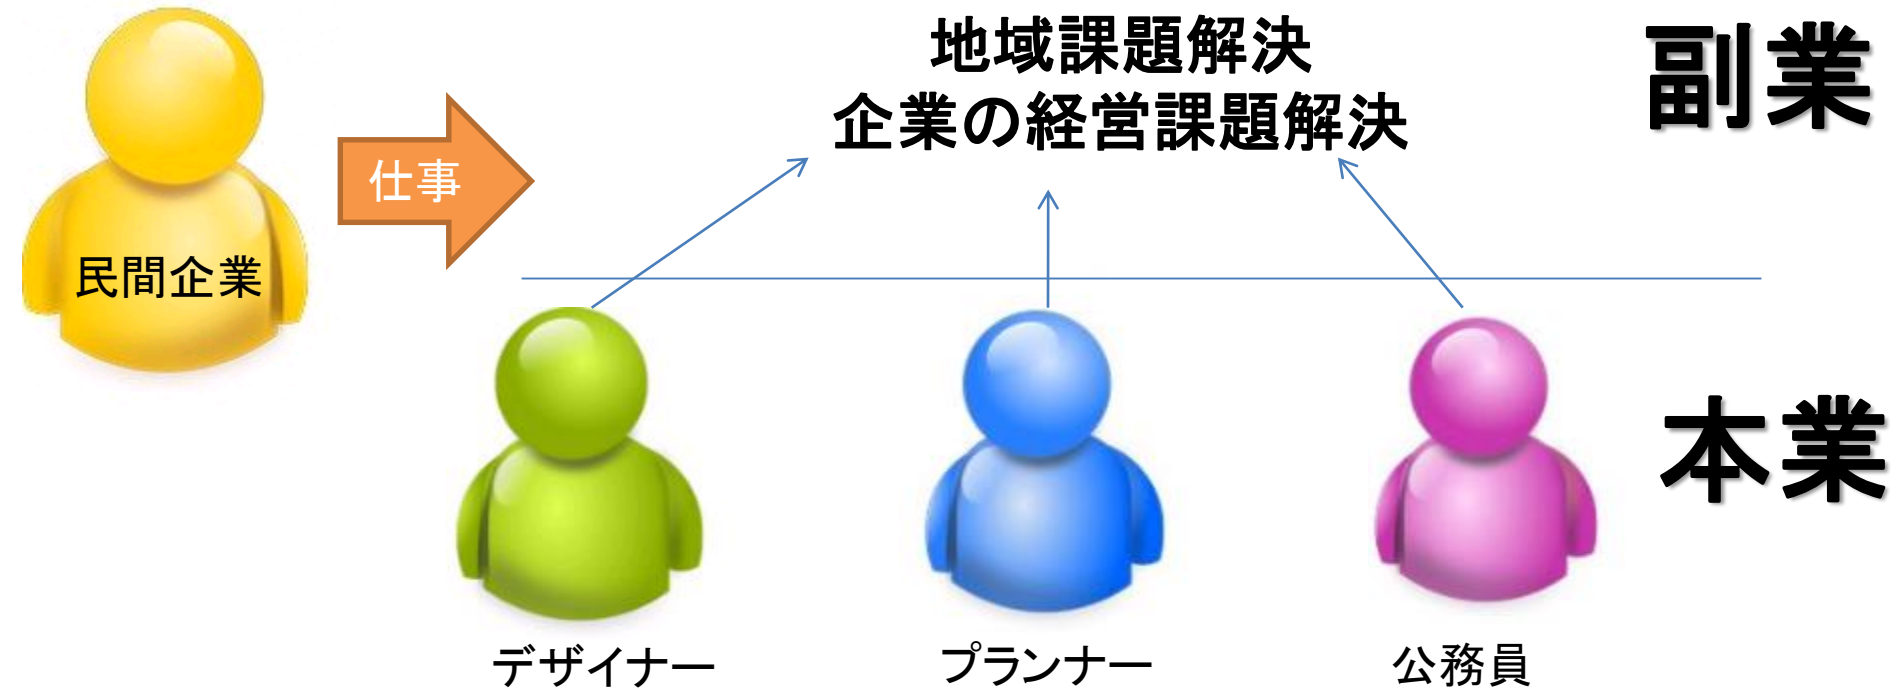 地域課題解決
企業の経営課題解決
副業
仕事
民間企業
本業
デザイナー
プランナー
公務員